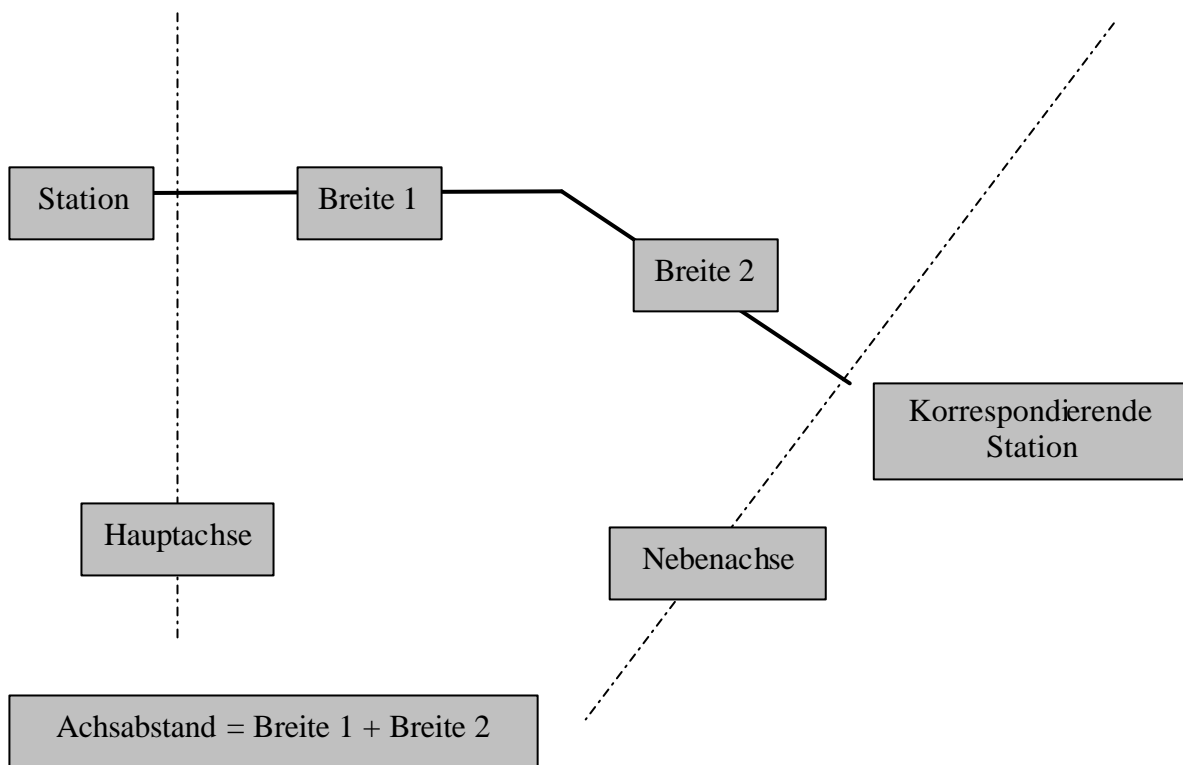 Station
Breite 1
Breite 2
Korrespondierende
Station
Hauptachse
Nebenachse
Achsabstand = Breite 1 + Breite 2